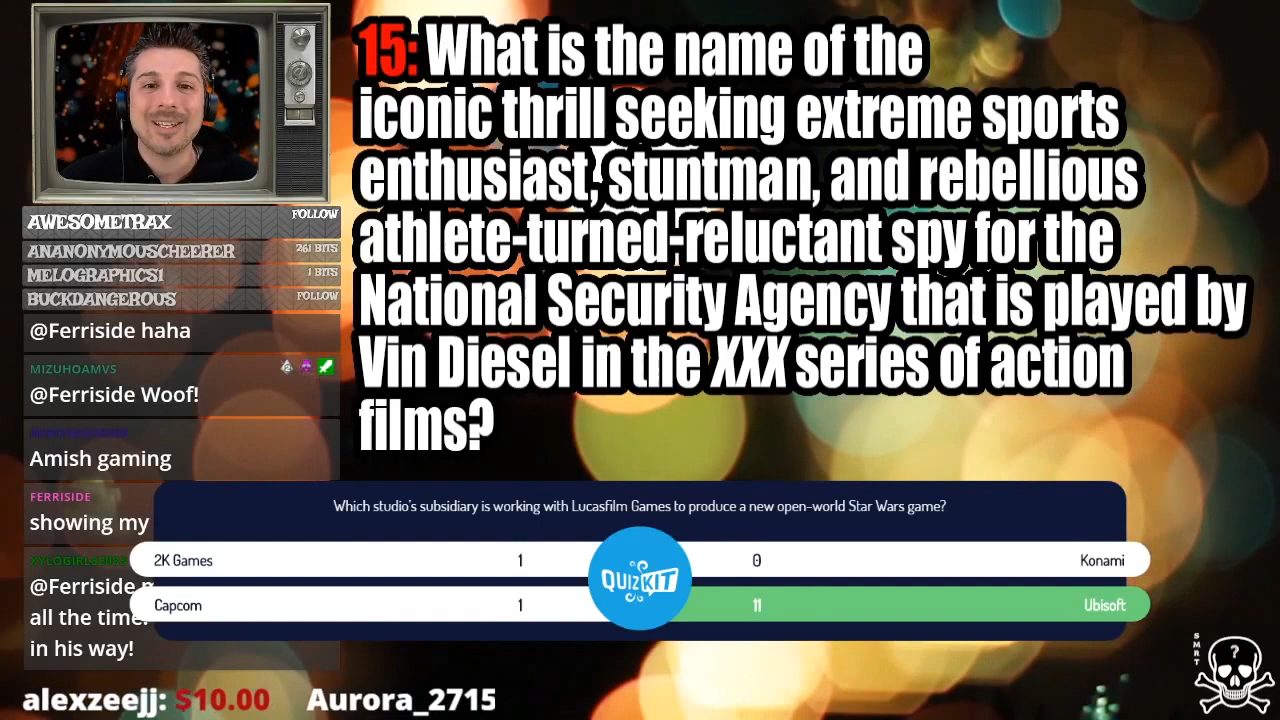 15: What is the name of the
iconic thrill seeking extreme sports
enthusiast, stuntman, and rebellious
athlete-turned-reluctant spy for the
National Security Agency that is played by
Vin Diesel in the XXX series of action
films?
AWESOMETRAX FOLLOW
ANANONYMOUSCHEERER 261 BITS
MELOGRAPHICS1 1 BITS
BUCKDANGEROUS FOLLOW
@Ferriside haha
MIZUHOAMVS
@Ferriside Woof!
Amish gaming
FERRISIDE
showing my
@Ferriside
all the time!
in his way!
Which studio's subsidiary is working with Lucasfilm Games to produce a new open-world Star Wars game?
2K Games 1 0 Konami
QUIZKIT
Capcom 1 11 Ubisoft
SMRT
?
alexzeejj: $10.00 Aurora_2715